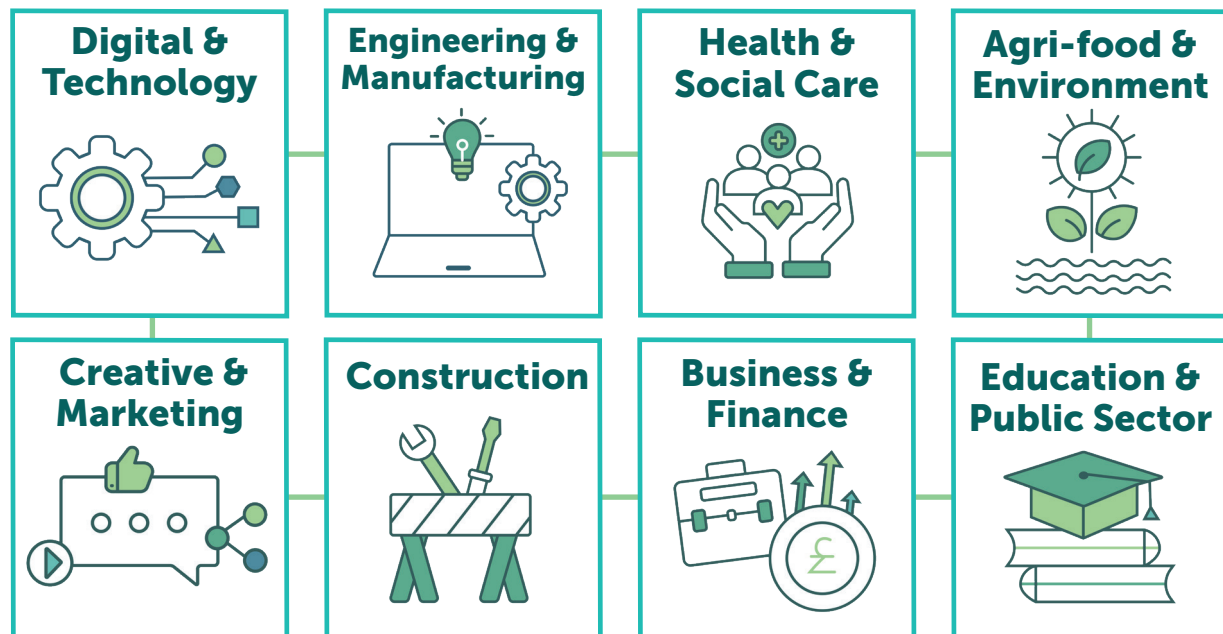 Digital &
Technology
Engineering &
Manufacturing
Health &
Social Care
Agri-food &
Environment
Creative &
Marketing
Construction
Business &
Finance
£
Education &
Public Sector